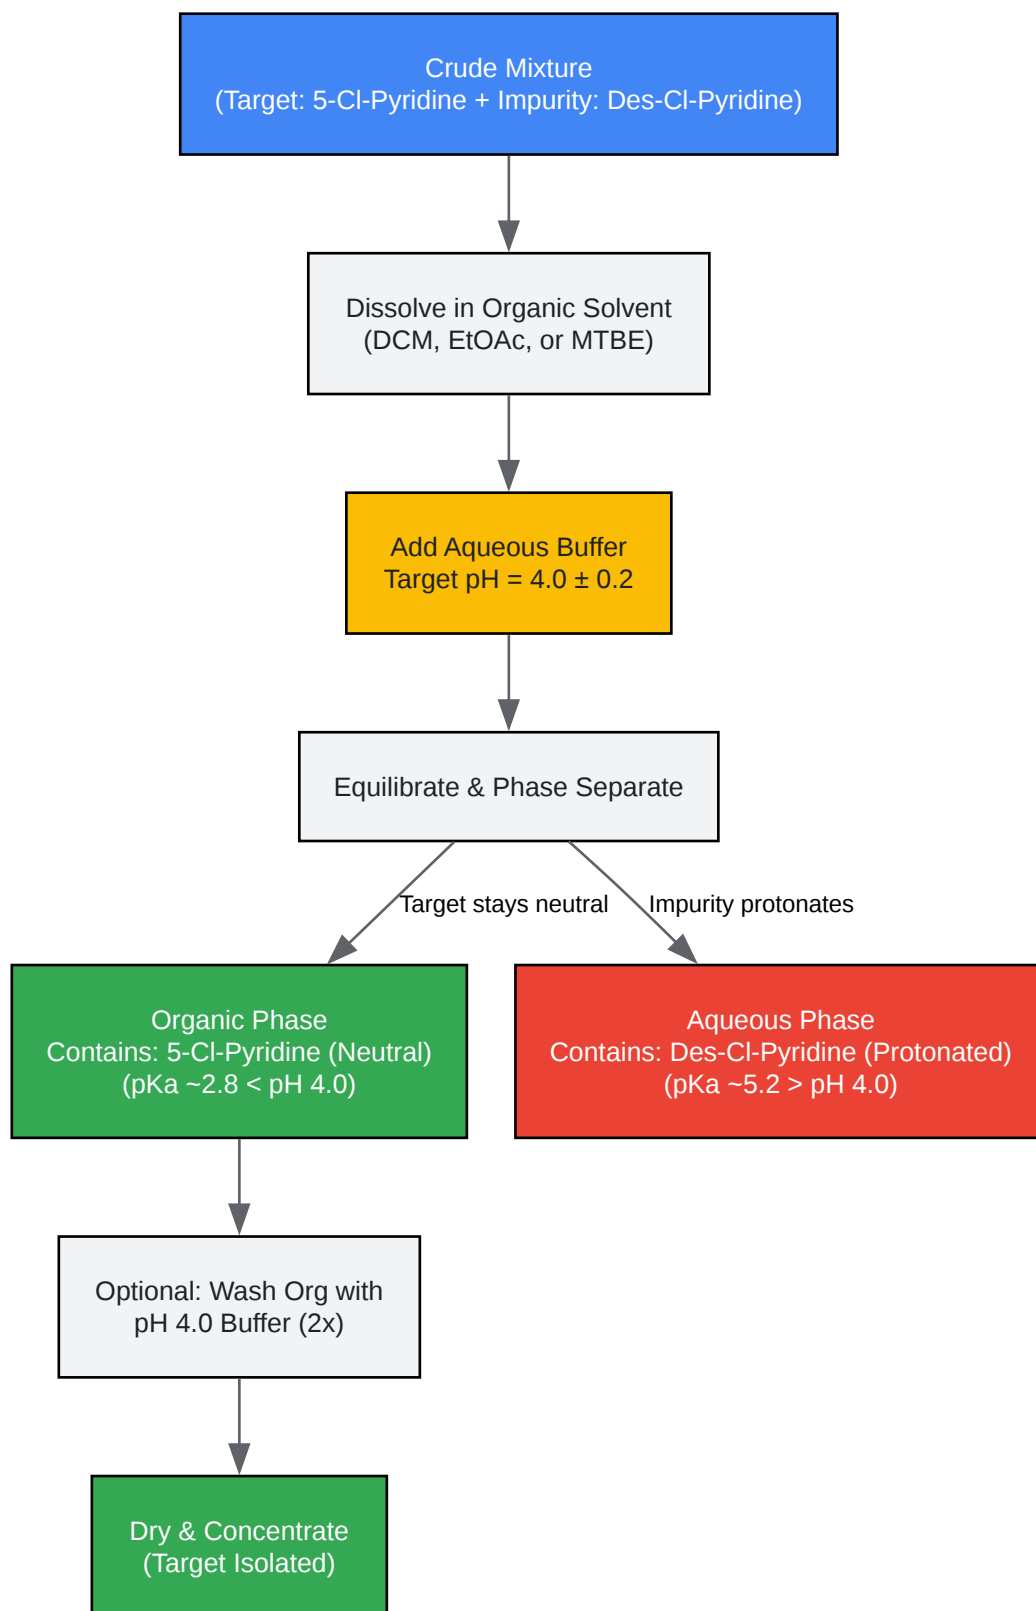 Crude Mixture
(Target: 5-Cl-Pyridine + Impurity: Des-Cl-Pyridine)
Dissolve in Organic Solvent
(DCM, EtOAc, or MTBE)
Add Aqueous Buffer
Target pH = 4.0 ± 0.2
Equilibrate & Phase Separate
Target stays neutral
Impurity protonates
Organic Phase
Contains: 5-Cl-Pyridine (Neutral)
(pKa ~2.8 < pH 4.0)
Aqueous Phase
Contains: Des-Cl-Pyridine (Protonated)
(pKa ~5.2 > pH 4.0)
Optional: Wash Org with
pH 4.0 Buffer (2x)
Dry & Concentrate
(Target Isolated)